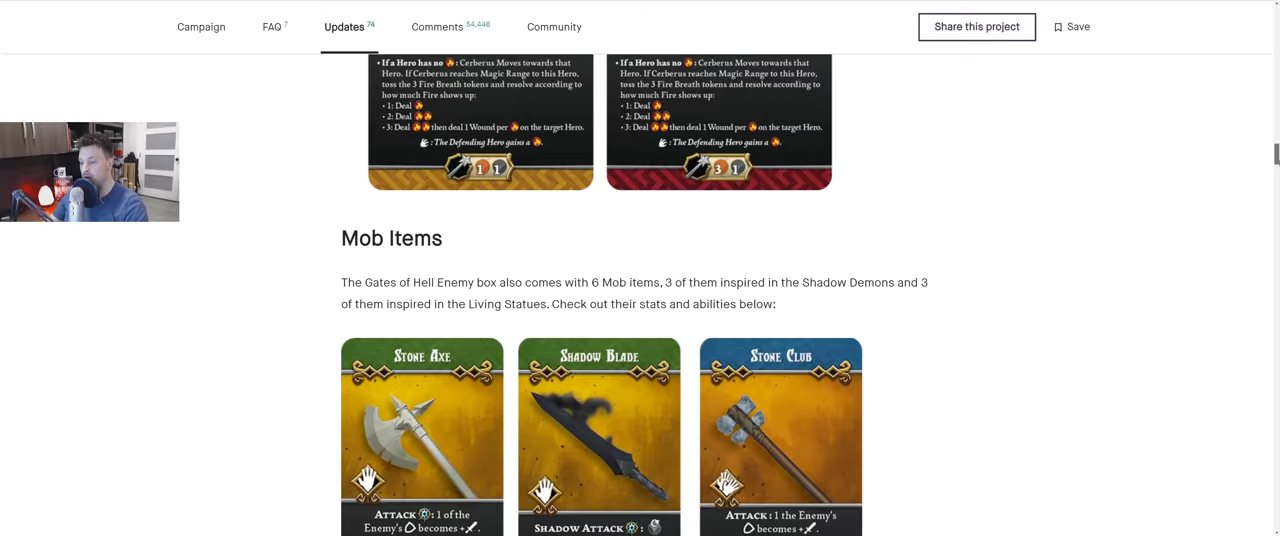 Campaign FAQ 7 Updates 74 Comments 54,446 Community Share this project Save
• If a Hero has no : Cerberus Moves towards that
Hero. If Cerberus reaches Magic Range to this Hero,
toss the 3 Fire Breath tokens and resolve according to
how much Fire shows up:
• 1: Deal
• 2: Deal
• 3: Deal then deal 1 Wound per on the target Hero.
: The Defending Hero gains a .
1 1
• If a Hero has no : Cerberus Moves towards that
Hero. If Cerberus reaches Magic Range to this Hero,
toss the 3 Fire Breath tokens and resolve according to
how much Fire shows up:
• 1: Deal
• 2: Deal
• 3: Deal then deal 1 Wound per on the target Hero.
: The Defending Hero gains a .
3 1
Mob Items
The Gates of Hell Enemy box also comes with 6 Mob items, 3 of them inspired in the Shadow Demons and 3
of them inspired in the Living Statues. Check out their stats and abilities below:
Stone Axe
Attack : 1 of the
Enemy's becomes + .
Shadow Blade
Shadow Attack :
Stone Club
Attack : 1 the Enemy's
becomes + .